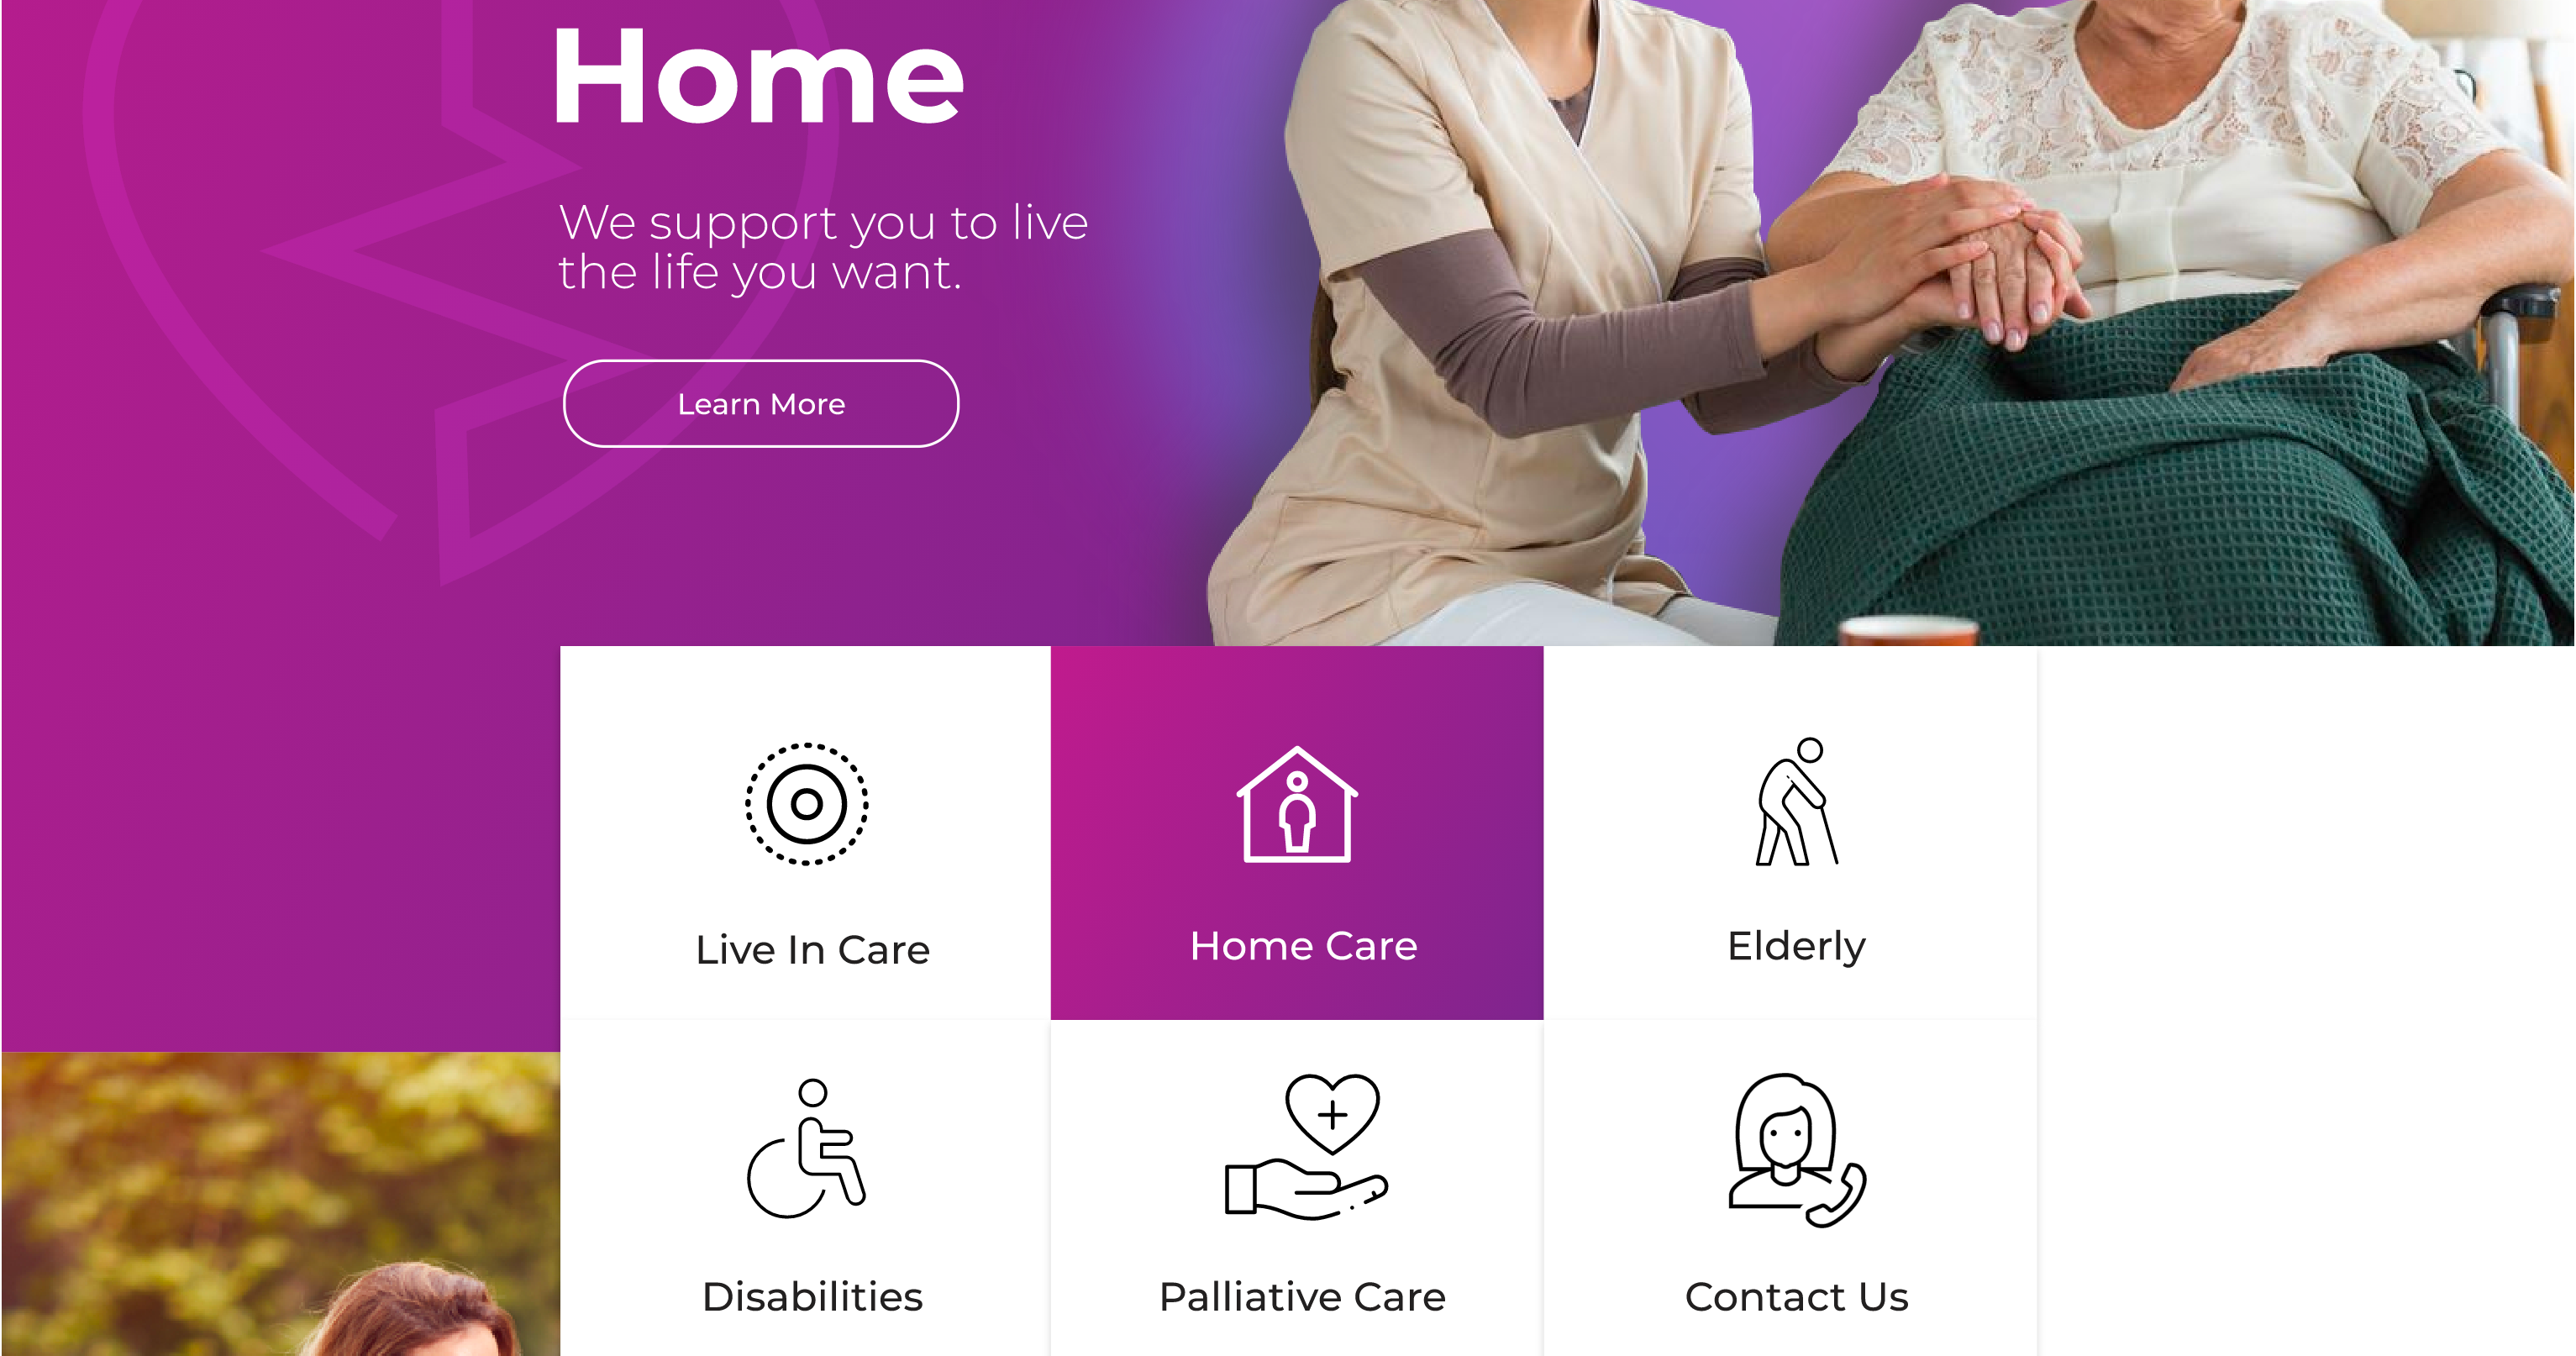 Home
We support you to live
the life you want.
Learn More
Live In Care
Home Care
Elderly
Disabilities
Palliative Care
Contact Us